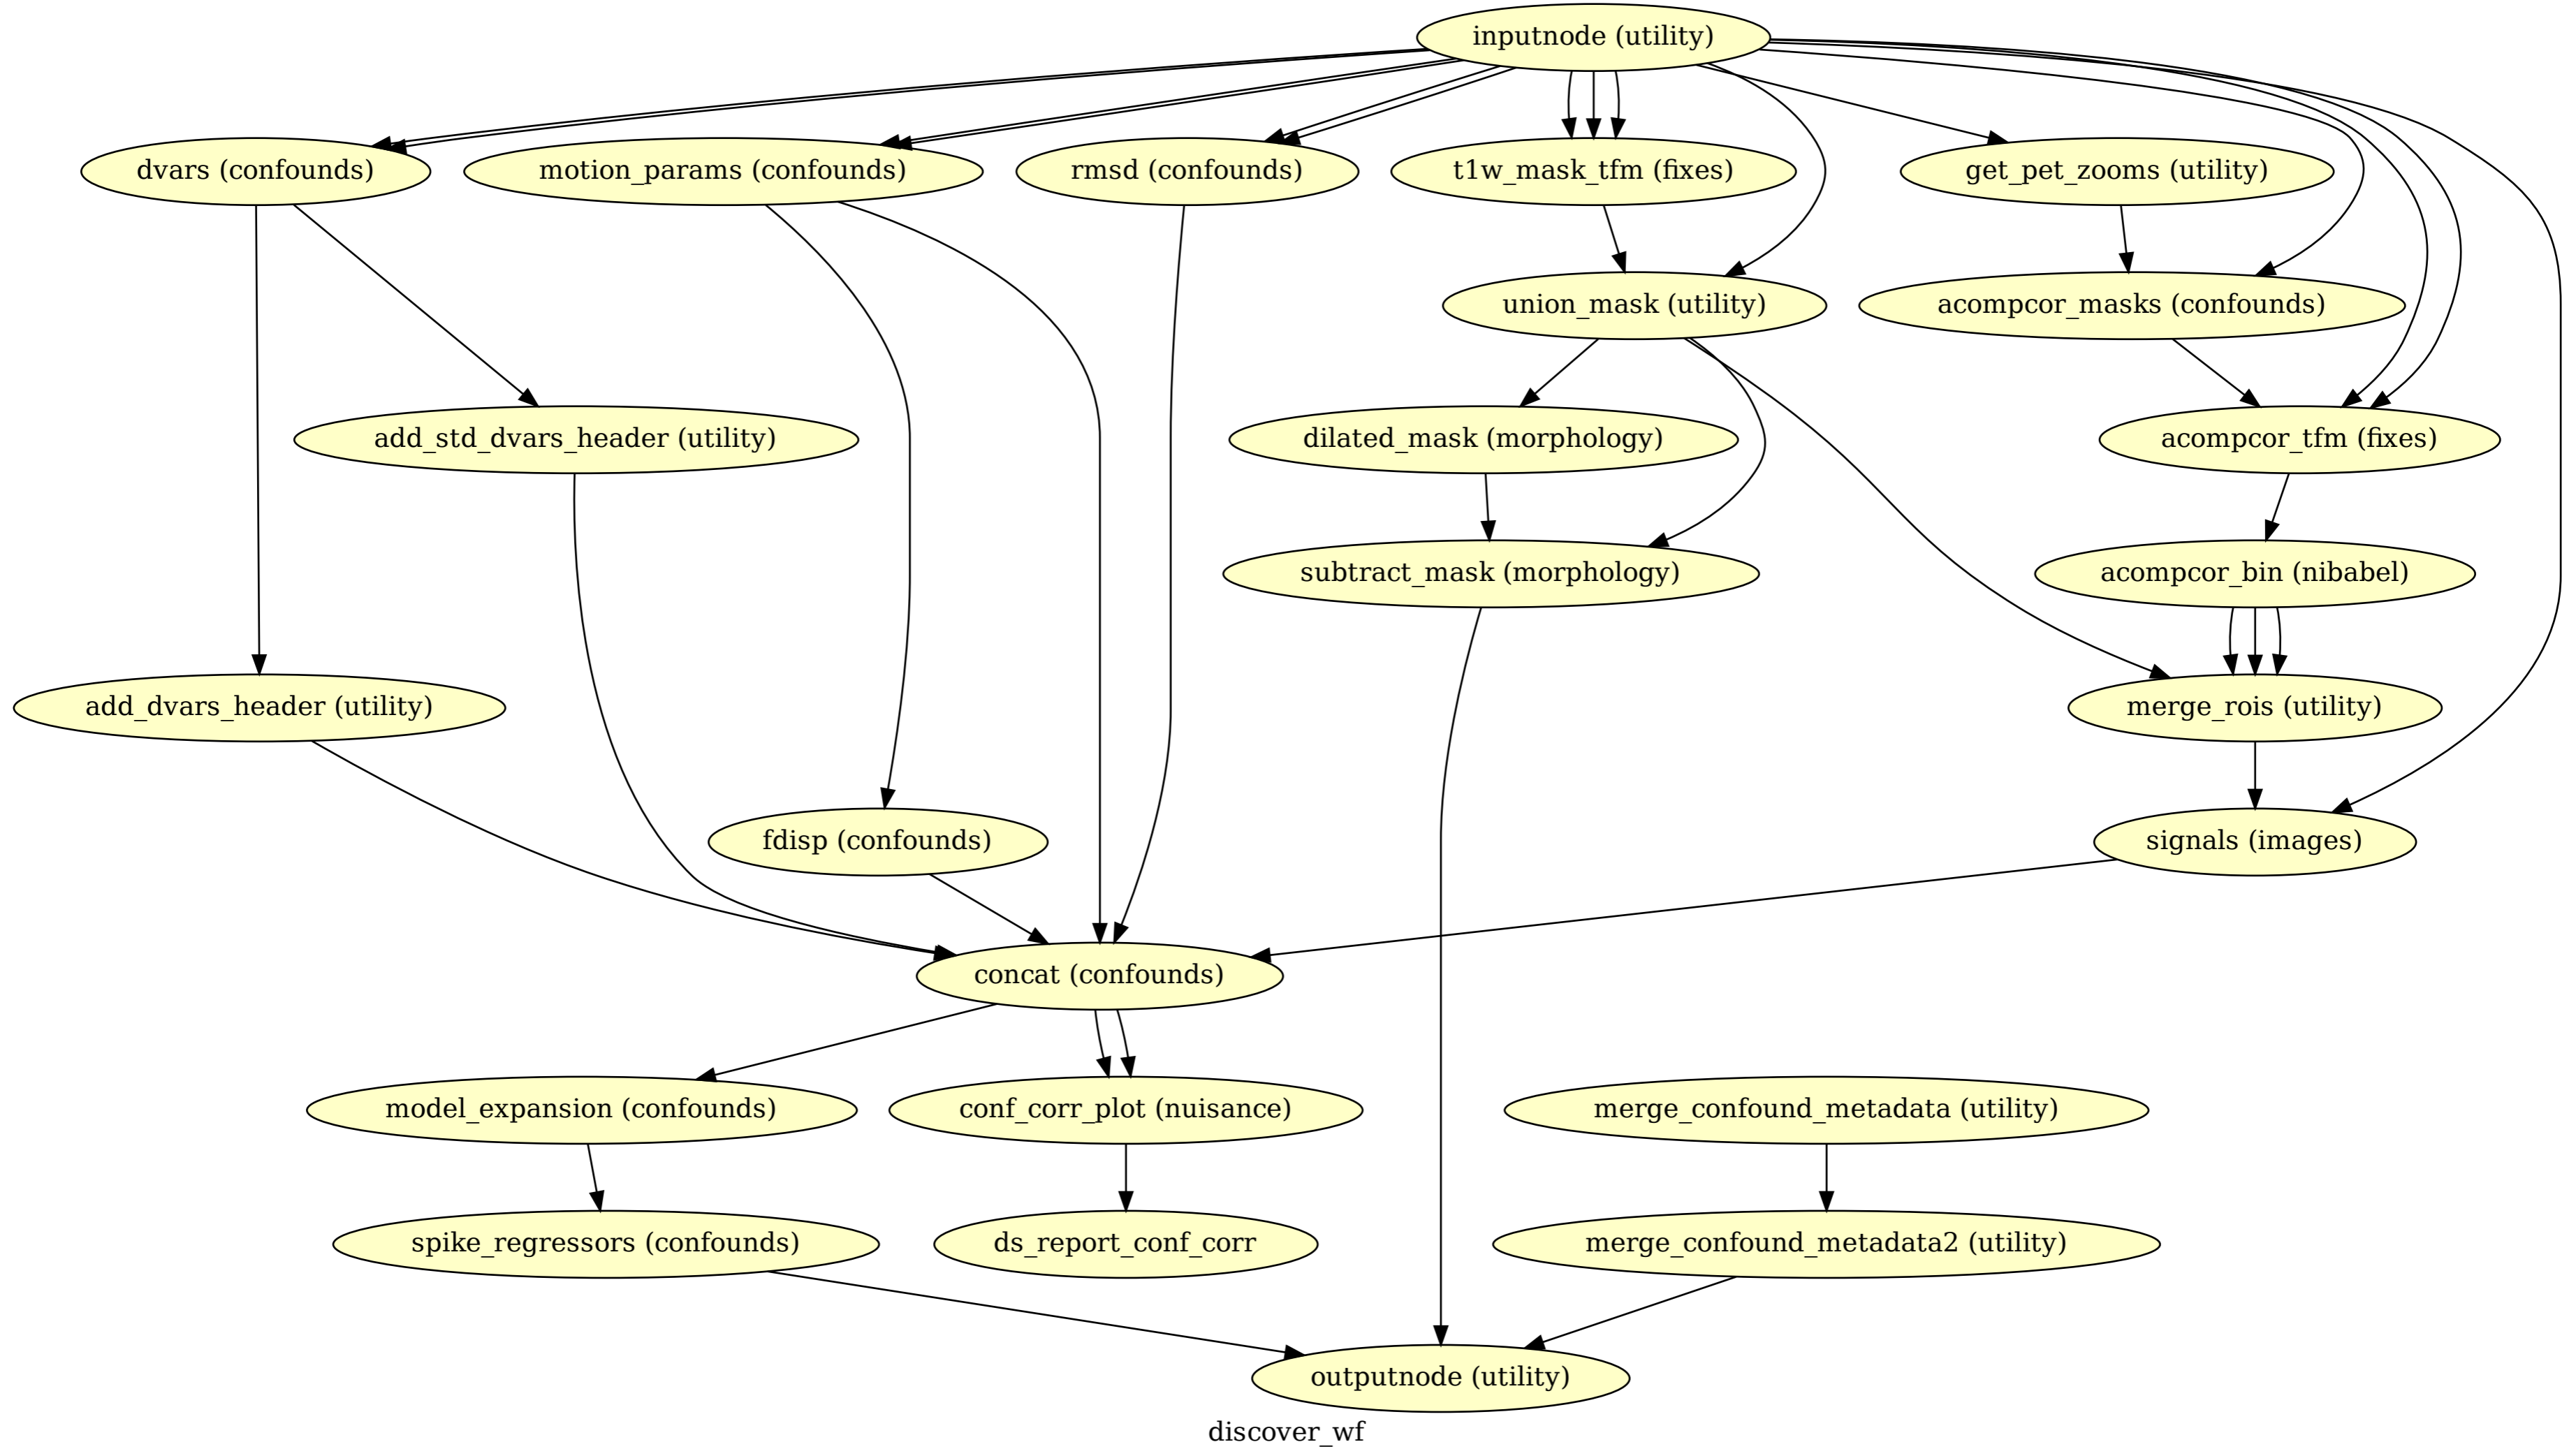 inputnode (utility)
dvars (confounds)
motion_params (confounds)
rmsd (confounds)
t1w_mask_tfm (fixes)
get_pet_zooms (utility)
union_mask (utility)
acompcor_masks (confounds)
add_std_dvars_header (utility)
dilated_mask (morphology)
acompcor_tfm (fixes)
subtract_mask (morphology)
acompcor_bin (nibabel)
add_dvars_header (utility)
merge_rois (utility)
fdisp (confounds)
signals (images)
concat (confounds)
model_expansion (confounds)
conf_corr_plot (nuisance)
merge_confound_metadata (utility)
spike_regressors (confounds)
ds_report_conf_corr
merge_confound_metadata2 (utility)
outputnode (utility)
discover_wf